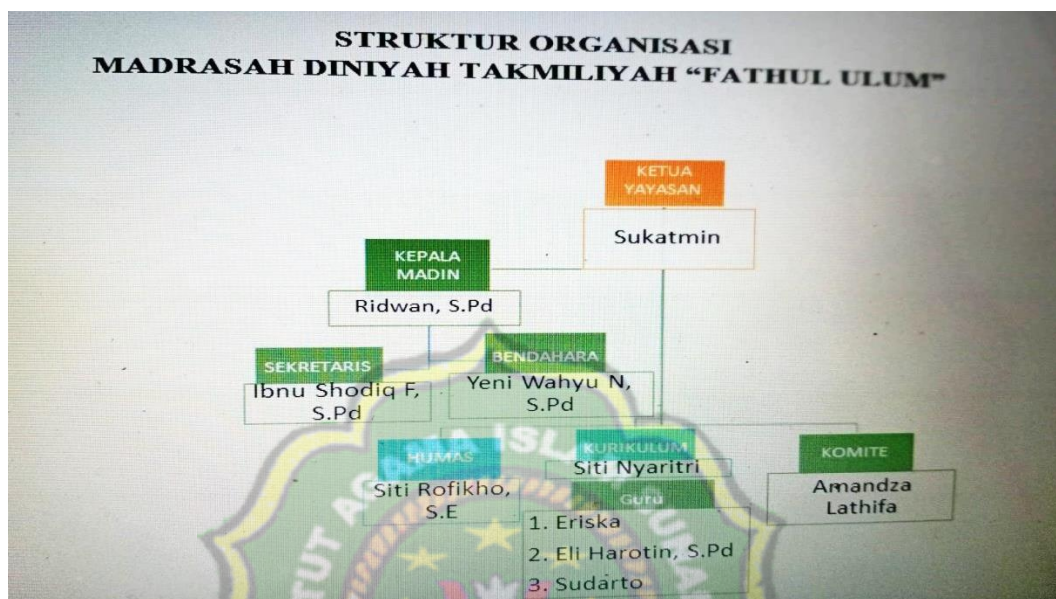 STRUKTUR ORGANISASI
MADRASAH DINIYAH TAKMILIYAH “FATHUL ULUM”
KETUA
YAYASAN
Sukatmin
KEPALA
MADIN
Ridwan, S.Pd
SEKRETARIS
Ibnu Shodiq F,
S.Pd
BENDAHARA
Yeni Wahyu N,
S.Pd
HUMAS
Siti Rofikho,
S.E
KURIKULUM
Siti Nyaritri
Guru
1. Eriska
2. Eli Harotin, S.Pd
3. Sudarto
KOMITE
Amandza
Lathifa